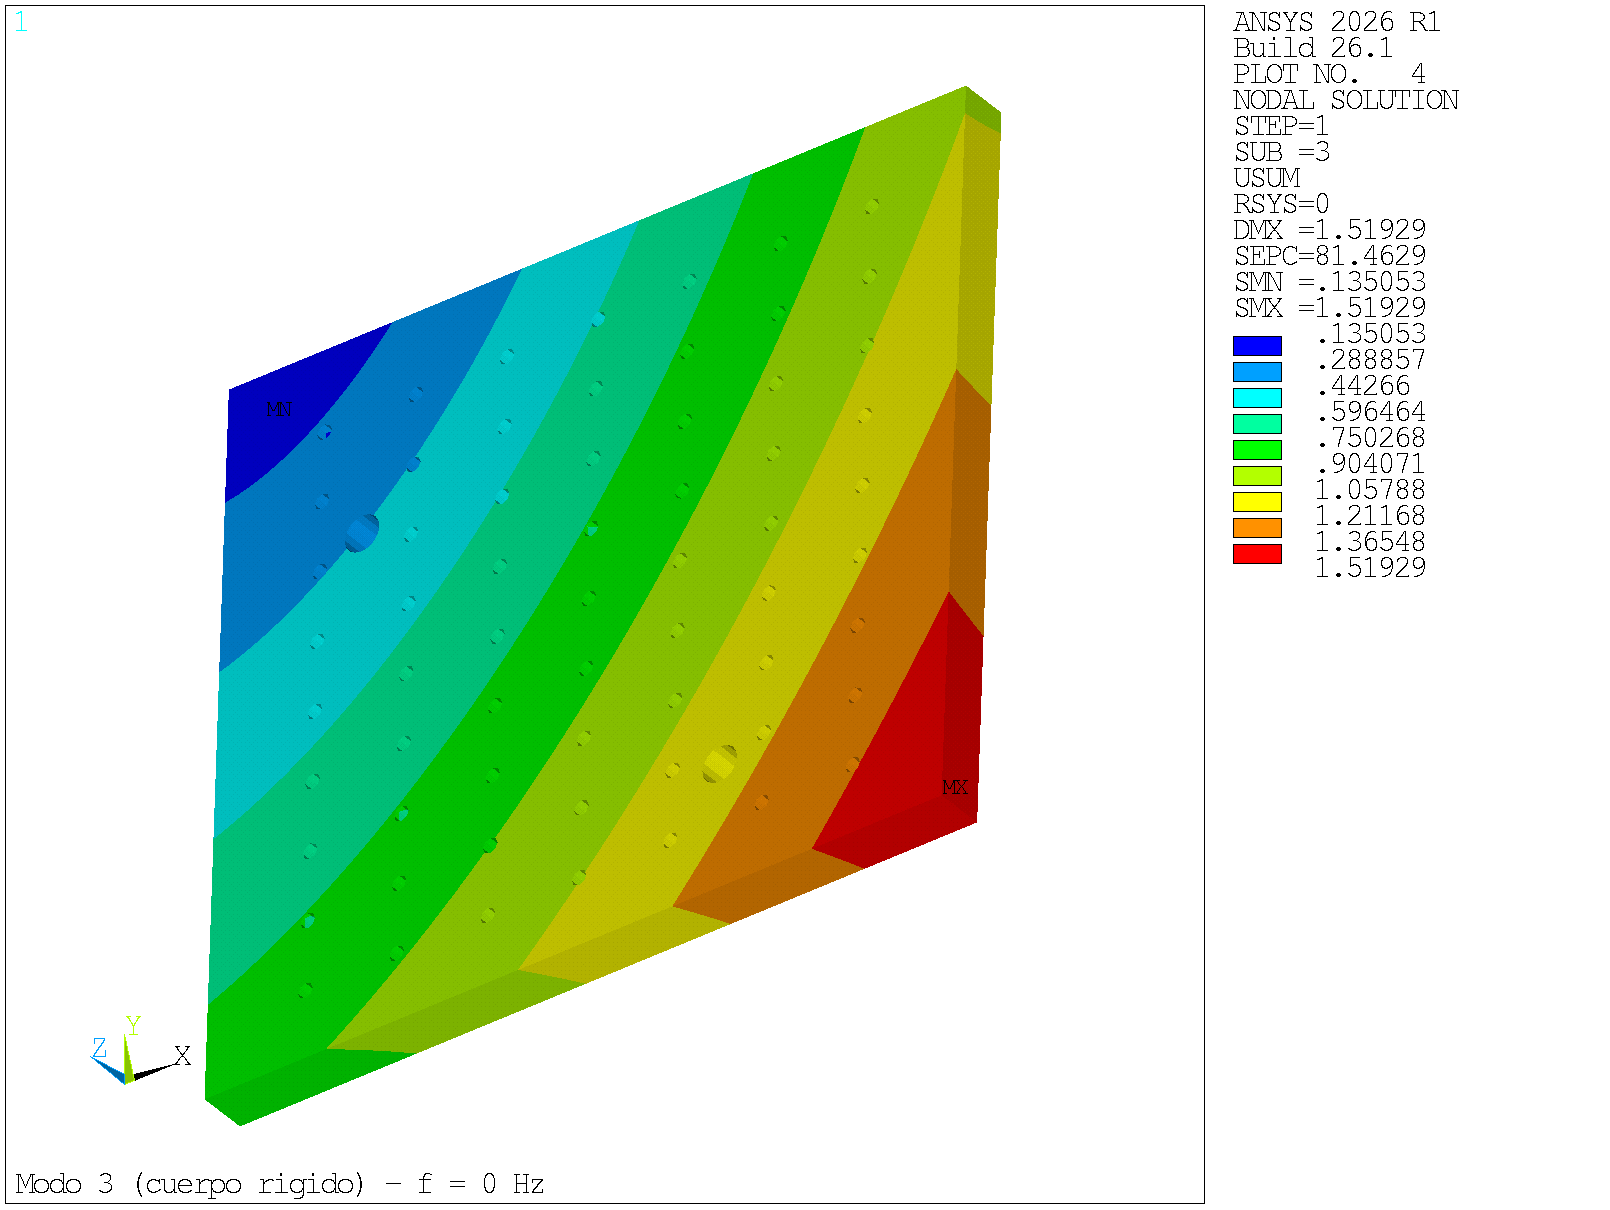 1
ANSYS 2026 R1
Build 26.1
PLOT NO.   4
NODAL SOLUTION
STEP=1
SUB =3
USUM
RSYS=0
DMX =1.51929
SEPC=81.4629
SMN =.135053
SMX =1.51929
.135053
.288857
.44266
.596464
.750268
.904071
1.05788
1.21168
1.36548
1.51929
MN
MX
Y
Z
X
Modo 3 (cuerpo rigido) − f = 0 Hz